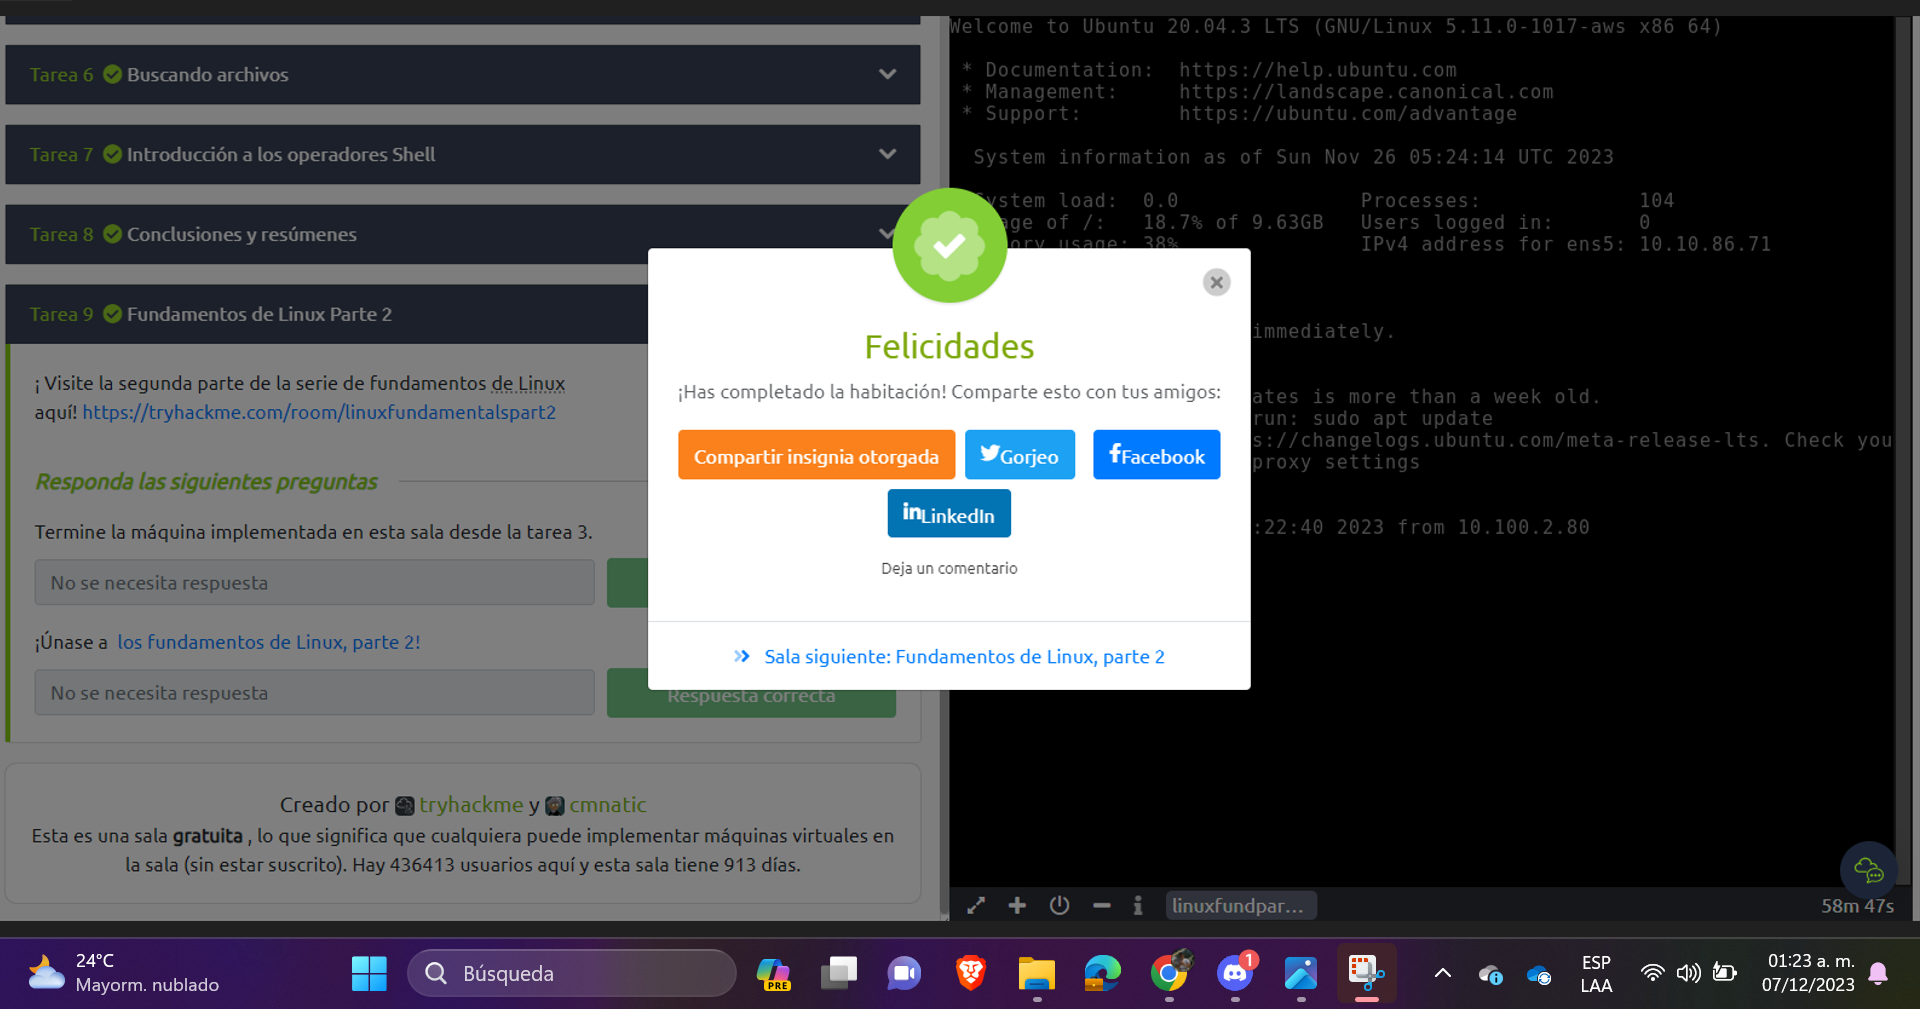 Tarea 6 Buscando archivos
Tarea 7 Introducción a los operadores Shell
Tarea 8 Conclusiones y resúmenes
Tarea 9 Fundamentos de Linux Parte 2
¡ Visite la segunda parte de la serie de fundamentos de Linux
aquí! https://tryhackme.com/room/linuxfundamentalspart2
Responda las siguientes preguntas
Termine la máquina implementada en esta sala desde la tarea 3.
No se necesita respuesta
¡Únase a los fundamentos de Linux, parte 2!
No se necesita respuesta
Respuesta correcta
Creado por tryhackme y cmnatic
Esta es una sala gratuita , lo que significa que cualquiera puede implementar máquinas virtuales en
la sala (sin estar suscrito). Hay 436413 usuarios aquí y esta sala tiene 913 días.
Felicidades
¡Has completado la habitación! Comparte esto con tus amigos:
Compartir insignia otorgada
Gorjeo
Facebook
LinkedIn
Deja un comentario
Sala siguiente: Fundamentos de Linux, parte 2
Welcome to Ubuntu 20.04.3 LTS (GNU/Linux 5.11.0-1017-aws x86 64)
* Documentation: https://help.ubuntu.com
* Management: https://landscape.canonical.com
* Support: https://ubuntu.com/advantage
System information as of Sun Nov 26 05:24:14 UTC 2023
ystem load: 0.0 Processes: 104
age of /: 18.7% of 9.63GB Users logged in: 0
ory usage: 38% IPv4 address for ens5: 10.10.86.71
immediately.
ates is more than a week old.
run: sudo apt update
s://changelogs.ubuntu.com/meta-release-lts. Check you
proxy settings
:22:40 2023 from 10.100.2.80
linuxfundpar...
58m 47s
24°C
Mayorm. nublado
Búsqueda
PRE
1
ESP
LAA
01:23 a. m.
07/12/2023